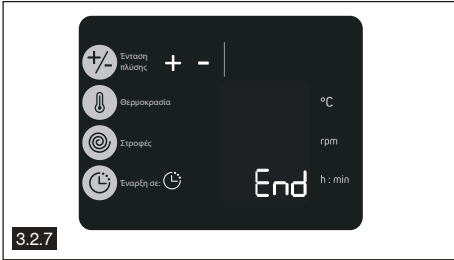 +/- Ένταση
πλύσης + -
Θερμοκρασία °C
Στροφές rpm
Έναρξη σε: End h : min
3.2.7